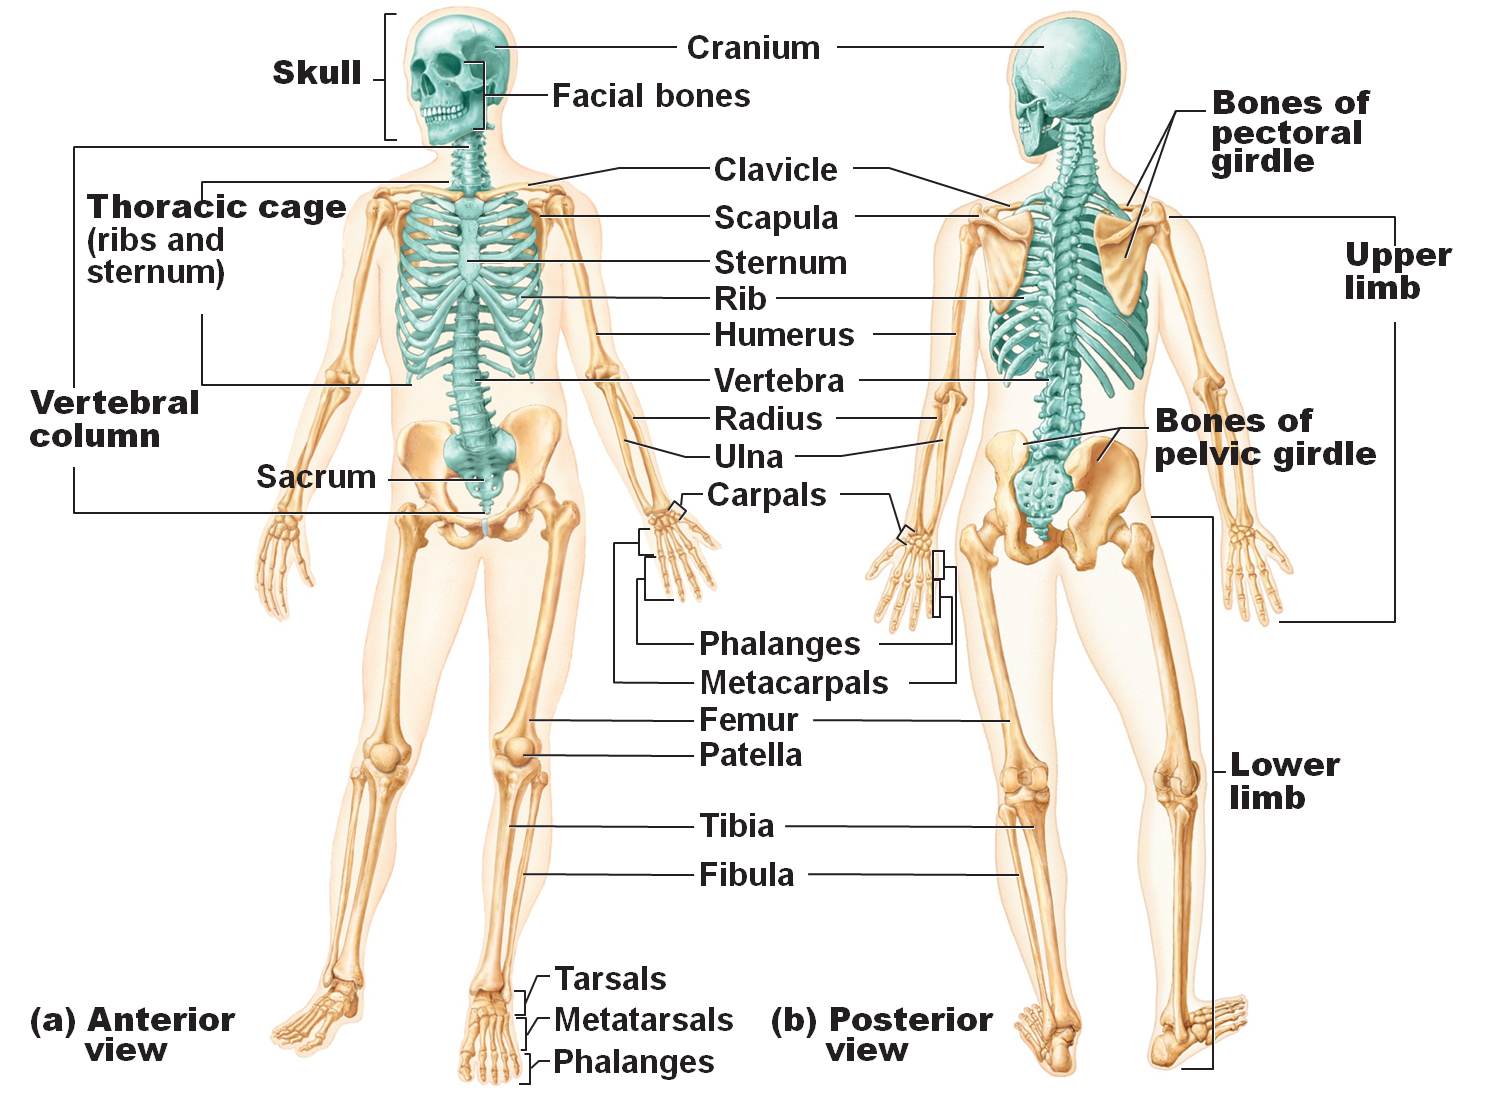 Skull
Cranium
Facial bones
Bones of
pectoral
girdle
Clavicle
Thoracic cage
(ribs and
sternum)
Scapula
Upper
limb
Sternum
Rib
Humerus
Vertebra
Vertebral
column
Radius
Bones of
pelvic girdle
Ulna
Sacrum
Carpals
Phalanges
Metacarpals
Femur
Patella
Lower
limb
Tibia
Fibula
Tarsals
Metatarsals
Phalanges
(a) Anterior
view
(b) Posterior
view